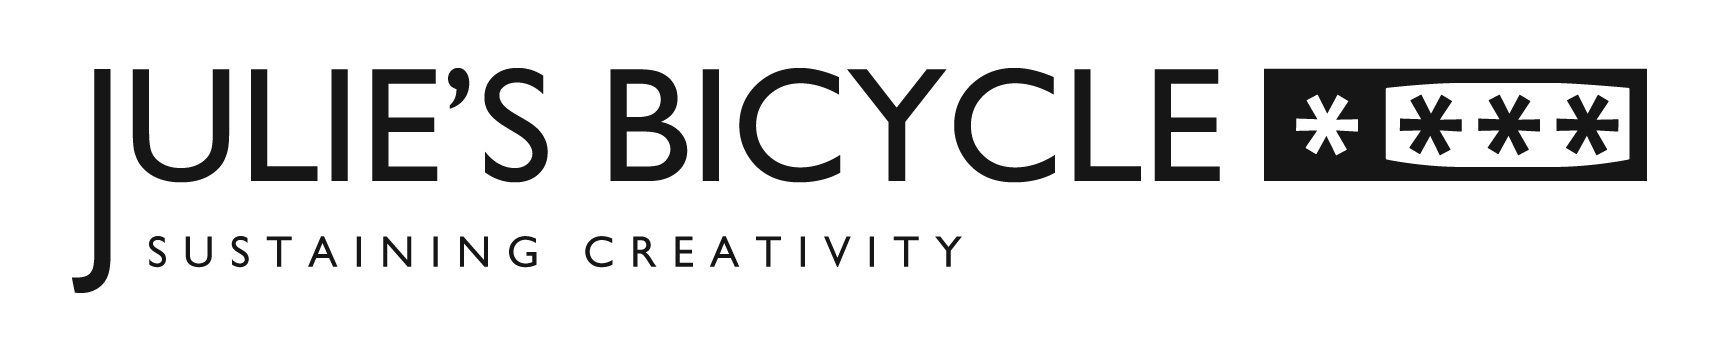 JULIE’S BICYCLE * ***
SUSTAINING CREATIVITY